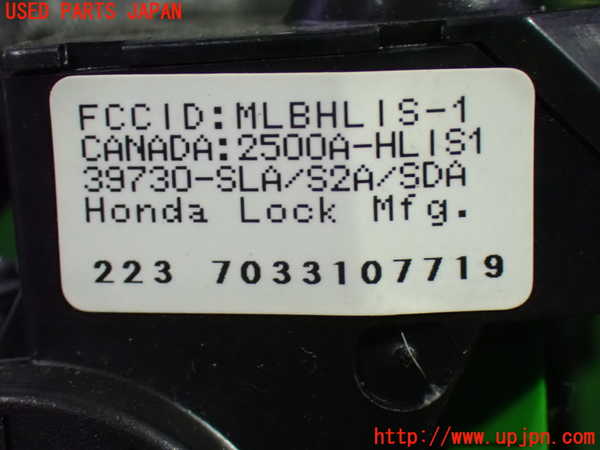 USED PARTS JAPAN
FCCID:MLBHLIS-1
CANADA:2500A-HLIS1
39730-SLA/S2A/SDA
Honda Lock Mfg.
223 7033107719
http://www.upjpn.com/